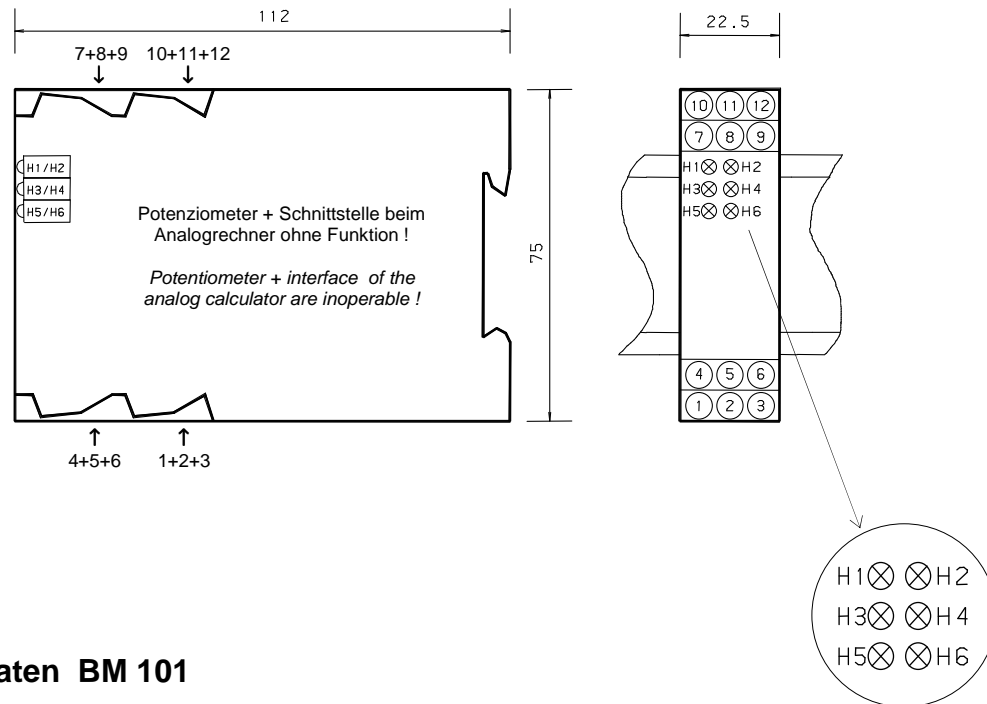 112
22.5
7+8+9 10+11+12
H1/H2
H3/H4
H5/H6
Potenziometer + Schnittstelle beim
Analogrechner ohne Funktion !
Potentiometer + interface of the
analog calculator are inoperable !
75
4+5+6 1+2+3
10 11 12
7 8 9
H1 H2
H3 H4
H5 H6
4 5 6
1 2 3
H1 H2
H3 H4
H5 H6
aten BM 101